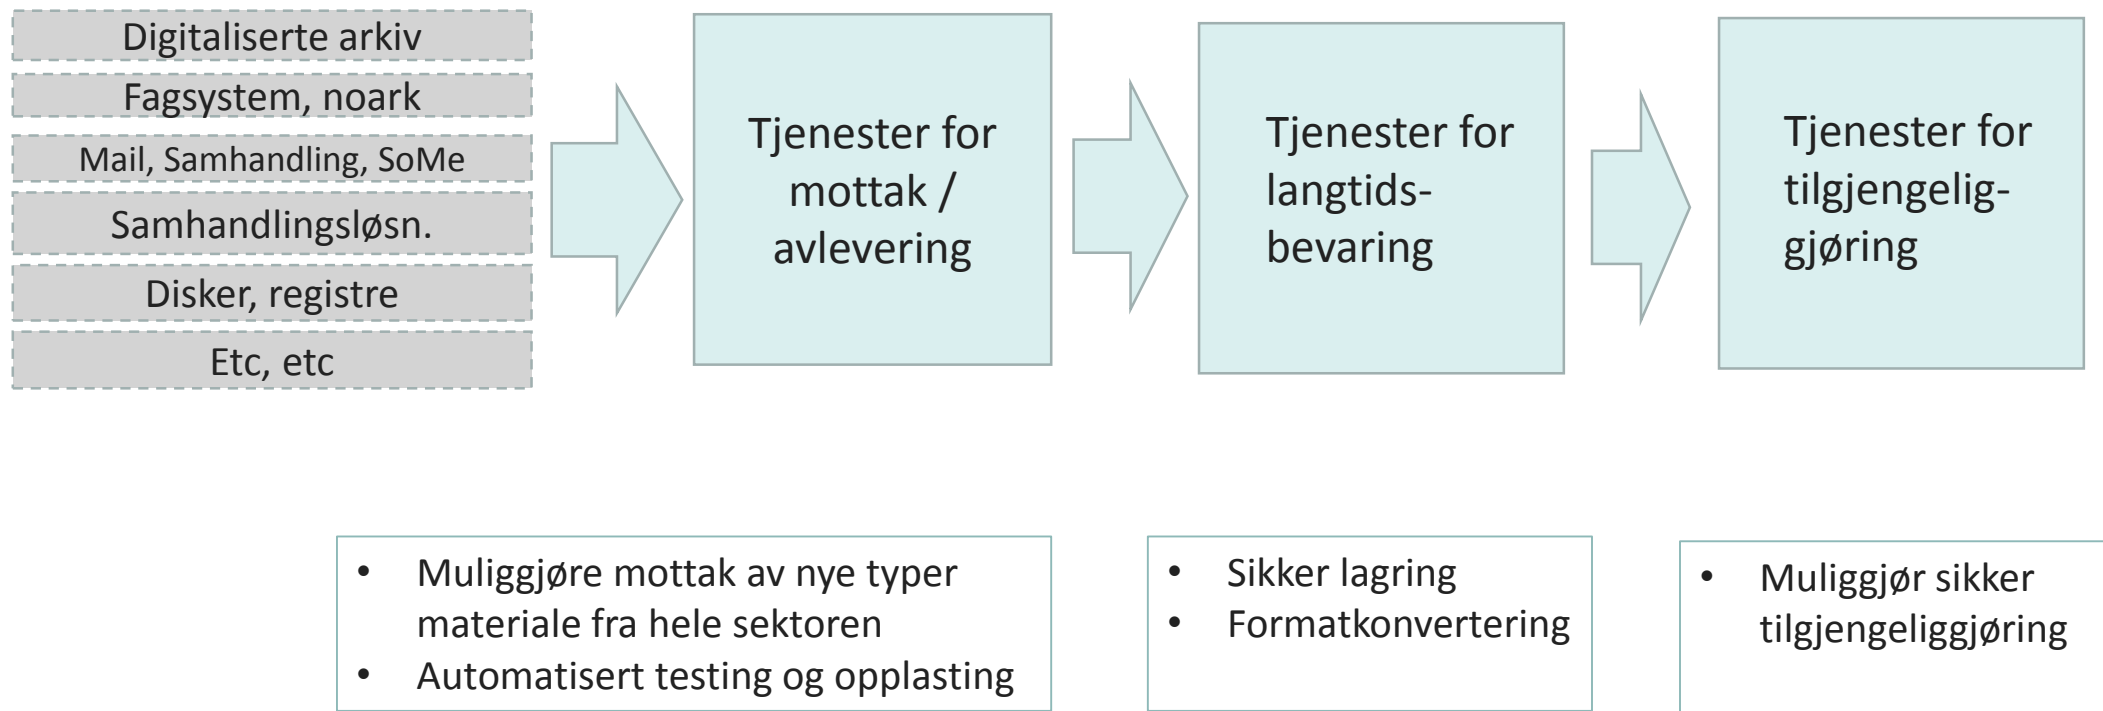 Digitaliserte arkiv
Fagsystem, noark
Mail, Samhandling, SoMe
Samhandlingsløsn.
Disker, registre
Etc, etc
Tjenester for
mottak /
avlevering
Tjenester for
langtids-
bevaring
Tjenester for
tilgjengelig-
gjøring
• Muliggjøre mottak av nye typer
materiale fra hele sektoren
• Automatisert testing og opplasting
• Sikker lagring
• Formatkonvertering
• Muliggjør sikker
tilgjengeliggjøring